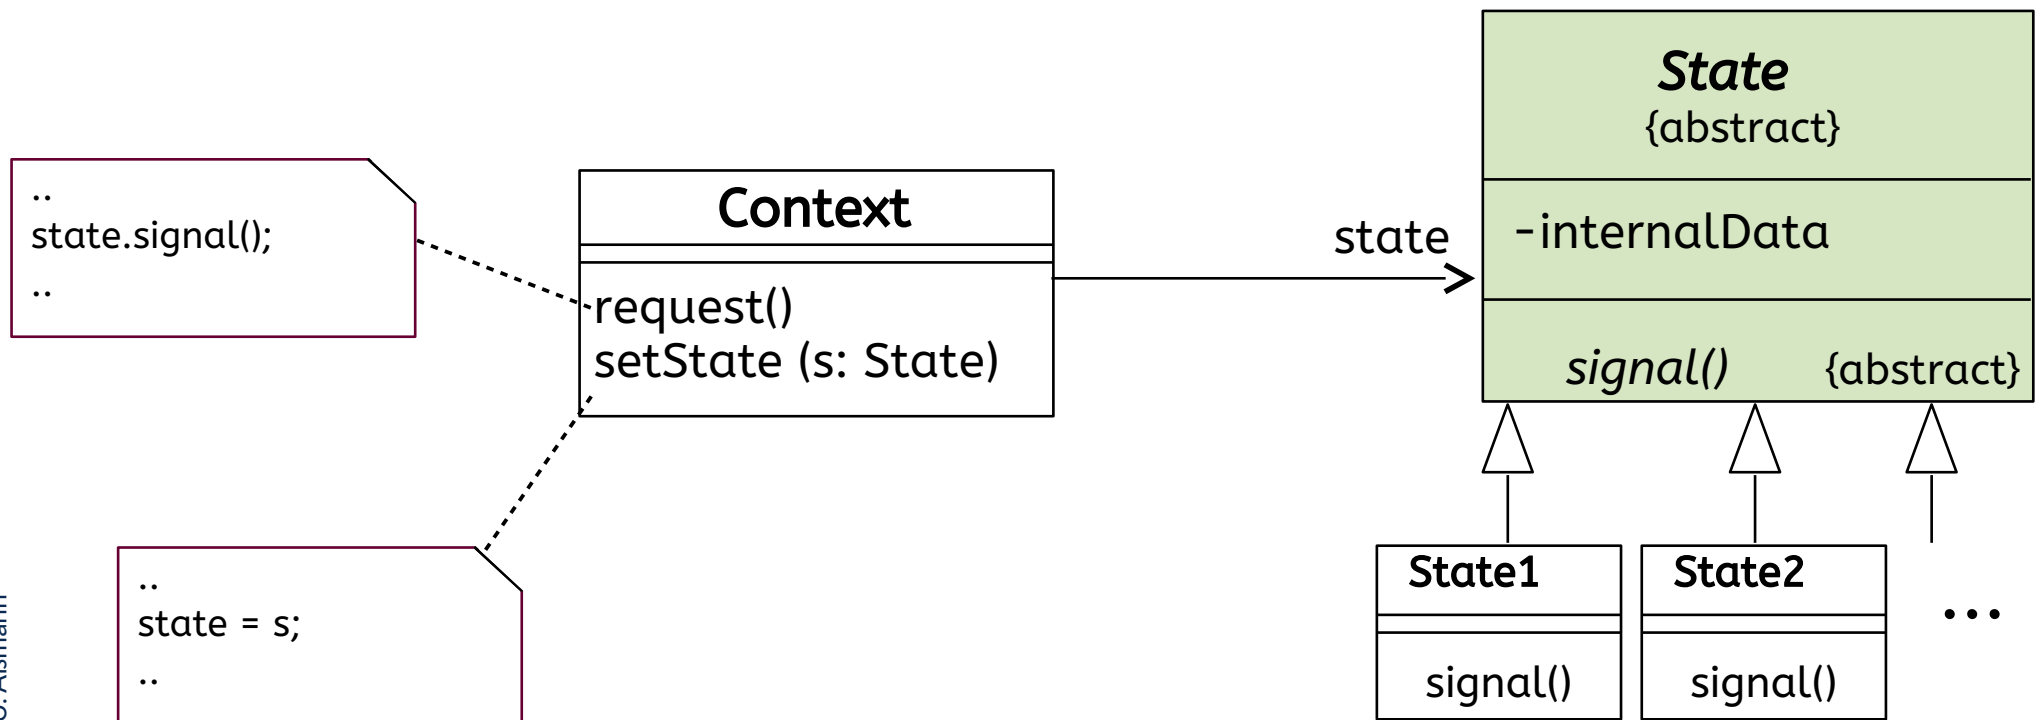 State
{abstract}
-internalData
signal() {abstract}
state
Context
request()
setState (s: State)
..
state.signal();
..
..
state = s;
..
State1
signal()
State2
signal()
...